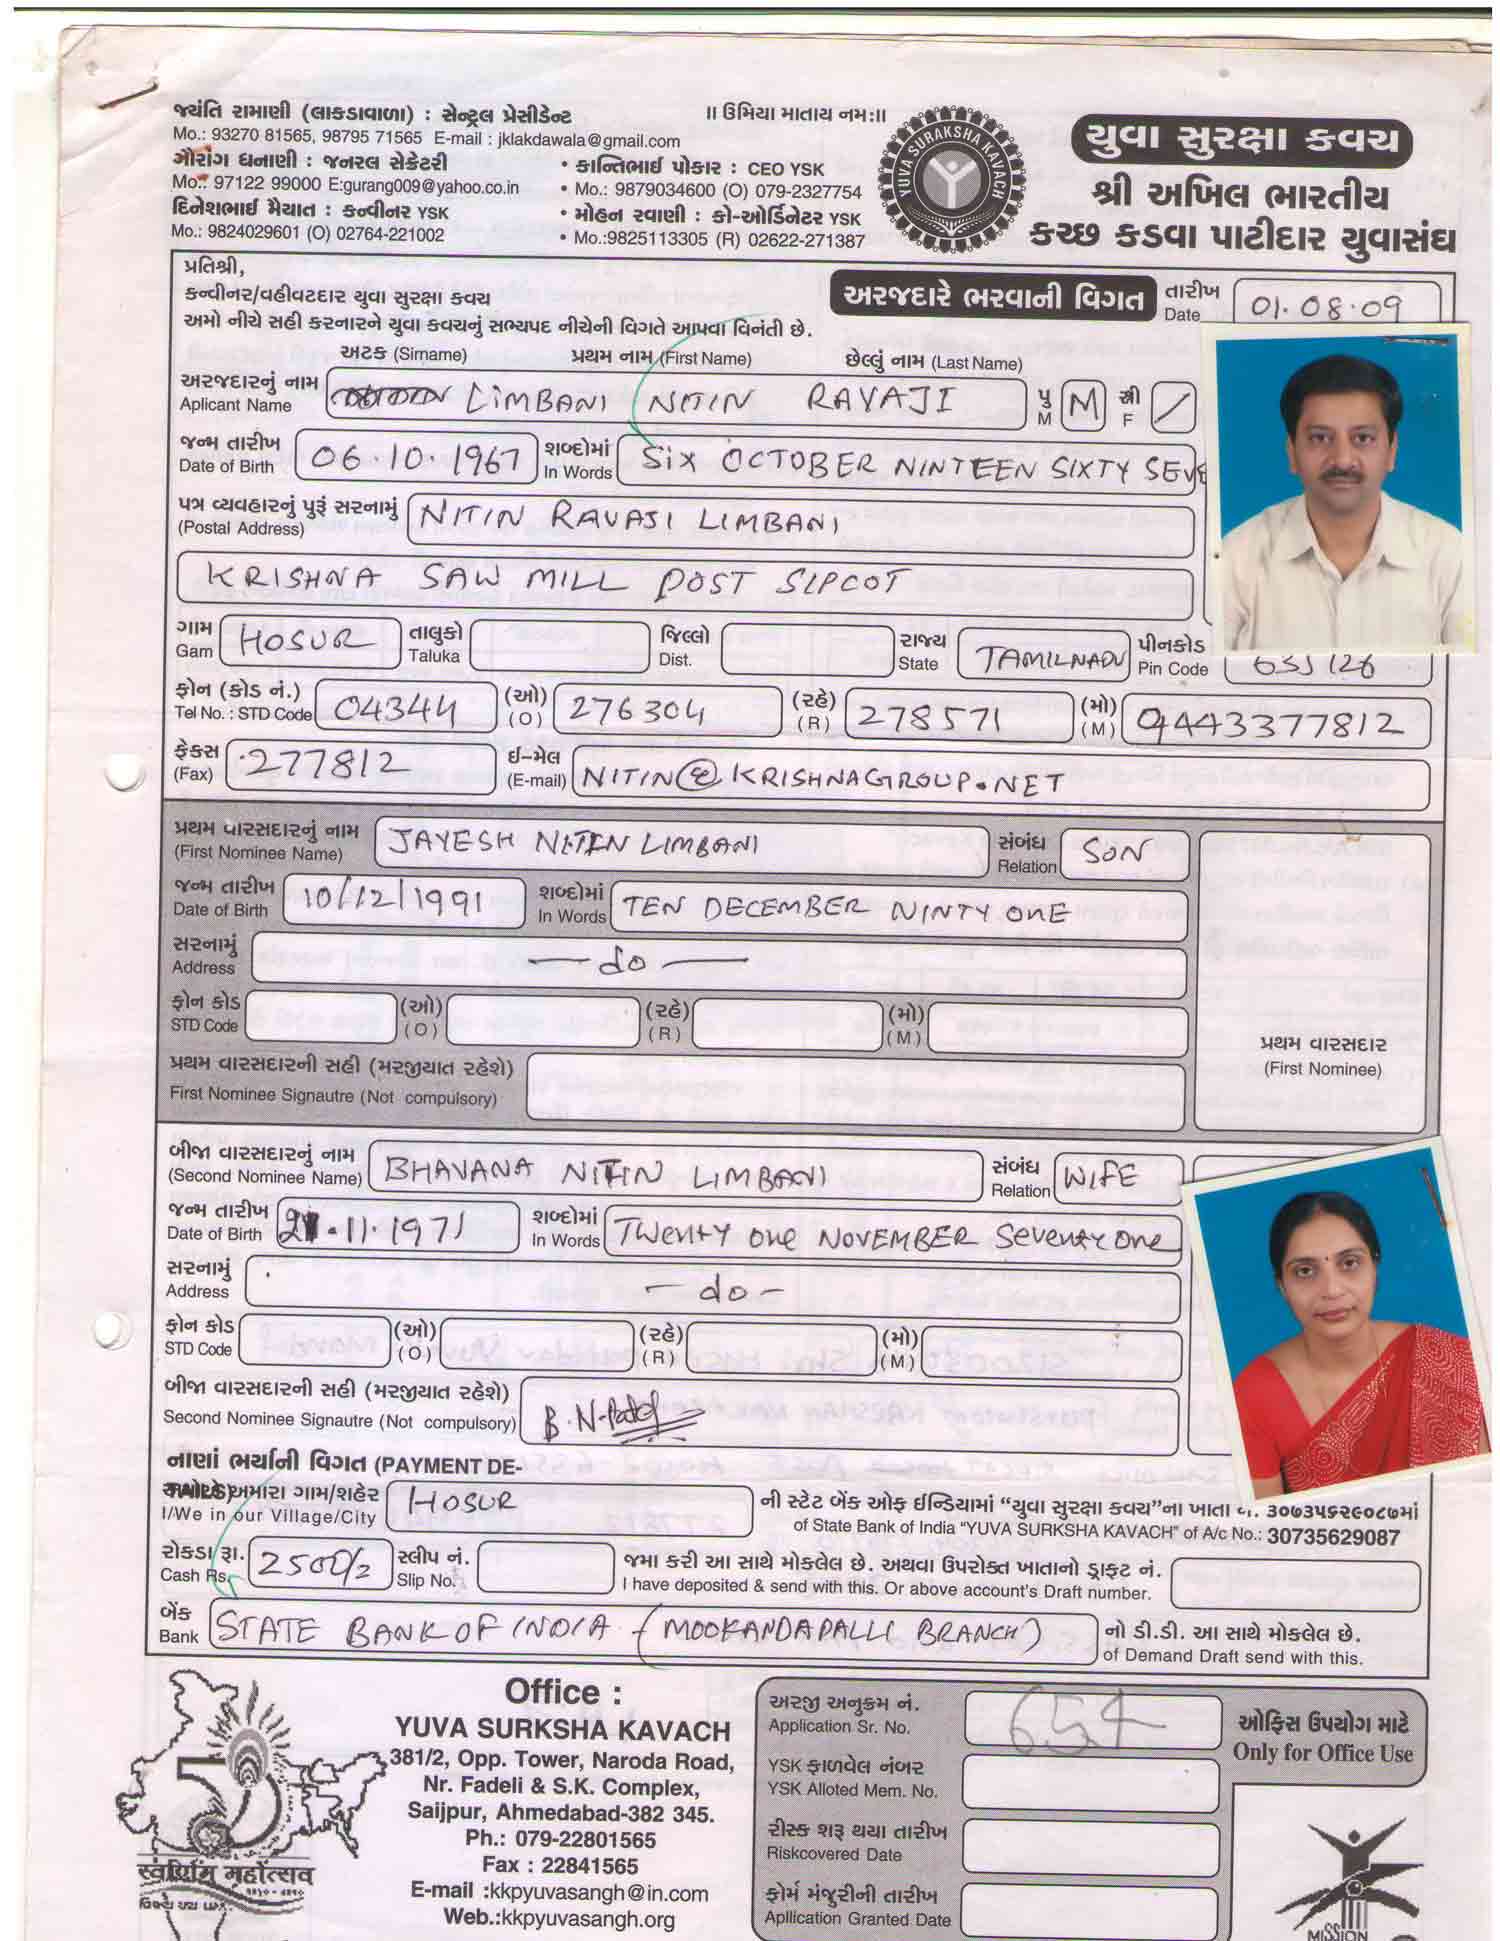 જયંતિ રામાણી (લાકડાવાળા) : સેન્ટ્રલ પ્રેસીડેન્ટ
Mo.: 93270 81565, 98795 71565 E-mail : jklakdawala@gmail.com
ગૌરાંગ ધનાણી : જનરલ સેક્રેટરી
Mo.: 97122 99000 E:gurang009@yahoo.co.in
દિનેશભાઈ મૈયાત : કન્વીનર YSK
Mo.: 9824029601 (O) 02764-221002
• કાન્તિભાઈ પોકાર : CEO YSK
• Mo.: 9879034600 (O) 079-2327754
• મોહન રવાણી : કો-ઓર્ડિનેટર YSK
• Mo.:9825113305 (R) 02622-271387
॥ ઉમિયા માતાય નમઃ॥
YUVA SURAKSHA KAVACH
યુવા સુરક્ષા કવચ
શ્રી અખિલ ભારતીય
કચ્છ કડવા પાટીદાર યુવાસંઘ
પ્રતિશ્રી,
કન્વીનર/વહીવટદાર યુવા સુરક્ષા કવચ
અરજદારે ભરવાની વિગત
તારીખ
Date 01.08.09
અમો નીચે સહી કરનારને યુવા કવચનું સભ્યપદ નીચેની વિગતે આપવા વિનંતી છે.
અટક (Sirname) પ્રથમ નામ (First Name) છેલ્લું નામ (Last Name)
અરજદારનું નામ
Aplicant Name LIMBANI NITIN RAVAJI પુ M M સ્ત્રી F /
જન્મ તારીખ
Date of Birth 06.10.1967 શબ્દોમાં In Words SIX OCTOBER NINTEEN SIXTY SEVE
પત્ર વ્યવહારનું પુરૂં સરનામું
(Postal Address) NITIN RAVAJI LIMBANI
KRISHNA SAW MILL POST SIPCOT
ગામ Gam HOSUR તાલુકો Taluka જિલ્લો Dist. રાજ્ય State TAMILNADU પીનકોડ Pin Code 635126
ફોન (કોડ નં.)
Tel No. : STD Code 04344 (ઓ) (O) 276304 (રહે) (R) 278571 (મો) (M) 9443377812
ફેક્સ (Fax) 277812 ઈ-મેલ (E-mail) NITIN@KRISHNAGROUP.NET
પ્રથમ વારસદારનું નામ
(First Nominee Name) JAYESH NITIN LIMBANI સંબંધ Relation SON
જન્મ તારીખ
Date of Birth 10/12/1991 શબ્દોમાં In Words TEN DECEMBER NINTY ONE
સરનામું
Address — do —
ફોન કોડ
STD Code (ઓ) (O) (રહે) (R) (મો) (M)
પ્રથમ વારસદાર
(First Nominee)
પ્રથમ વારસદારની સહી (મરજીયાત રહેશે)
First Nominee Signautre (Not compulsory)
બીજા વારસદારનું નામ
(Second Nominee Name) BHAVANA NITIN LIMBANI સંબંધ Relation WIFE
જન્મ તારીખ
Date of Birth 21.11.1971 શબ્દોમાં In Words TWENTY ONE NOVEMBER SEVENTY ONE
સરનામું
Address — do —
ફોન કોડ
STD Code (ઓ) (O) (રહે) (R) (મો) (M)
બીજા વારસદારની સહી (મરજીયાત રહેશે)
Second Nominee Signautre (Not compulsory) B.N.Patel
નાણાં ભર્યાની વિગત (PAYMENT DE-
TAILS)
અમારા ગામ/શહેર
I/We in our Village/City HOSUR
ની સ્ટેટ બેંક ઓફ ઈન્ડિયામાં “યુવા સુરક્ષા કવચ”ના ખાતા નં. ૩૦૭૩૫૬૨૯૦૮૭માં
of State Bank of India “YUVA SURKSHA KAVACH” of A/c No.: 30735629087
રોકડા રૂા.
Cash Rs. 2500/= સ્લીપ નં. Slip No.
જમા કરી આ સાથે મોકલેલ છે. અથવા ઉપરોક્ત ખાતાનો ડ્રાફ્ટ નં.
I have deposited & send with this. Or above account's Draft number.
બેંક
Bank STATE BANK OF INDIA - (MOOKANDAPALLI BRANCH)
નો ડી.ડી. આ સાથે મોકલેલ છે.
of Demand Draft send with this.
Office :
YUVA SURKSHA KAVACH
381/2, Opp. Tower, Naroda Road,
Nr. Fadeli & S.K. Complex,
Saijpur, Ahmedabad-382 345.
Ph.: 079-22801565
Fax : 22841565
E-mail :kkpyuvasangh@in.com
Web.:kkpyuvasangh.org
અરજી અનુક્રમ નં.
Application Sr. No. 654
YSK ફાળવેલ નંબર
YSK Alloted Mem. No.
રીસ્ક શરૂ થયા તારીખ
Riskcovered Date
ફોર્મ મંજુરીની તારીખ
Apllication Granted Date
ઓફિસ ઉપયોગ માટે
Only for Office Use
50
સ્વર્ણિમ મહોત્સવ
MISSION